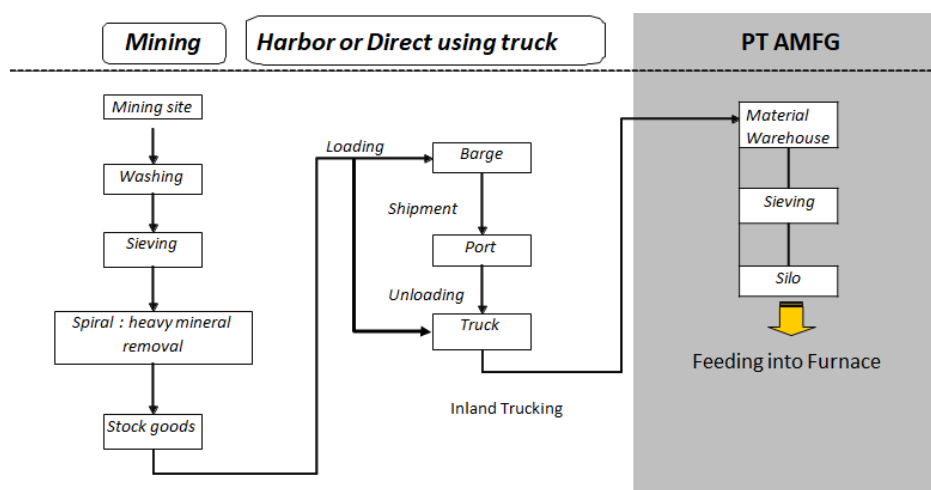 Mining
Harbor or Direct using truck
PT AMFG
Mining site
Washing
Sieving
Spiral : heavy mineral
removal
Stock goods
Loading
Barge
Shipment
Port
Unloading
Truck
Inland Trucking
Material
Warehouse
Sieving
Silo
Feeding into Furnace